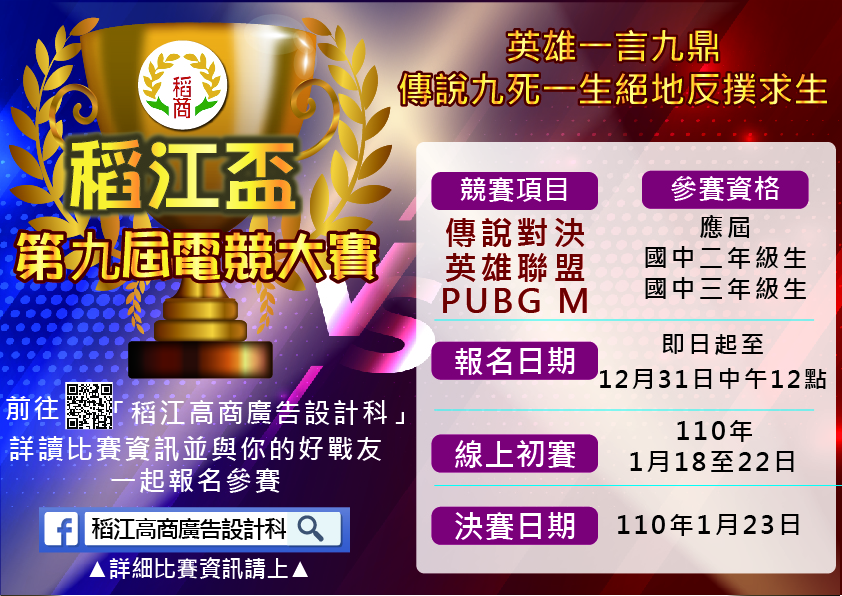 稻商
稻江盃
第九屆電競大賽
VS
英雄一言九鼎
傳說九死一生絕地反撲求生
競賽項目
傳說對決
英雄聯盟
PUBG M
參賽資格
應屆
國中二年級生
國中三年級生
報名日期
即日起至
12月31日中午12點
線上初賽
110年
1月18至22日
決賽日期
110年1月23日
前往「稻江高商廣告設計科」
詳讀比賽資訊並與你的好戰友
一起報名參賽
f 稻江高商廣告設計科
▲詳細比賽資訊請上▲